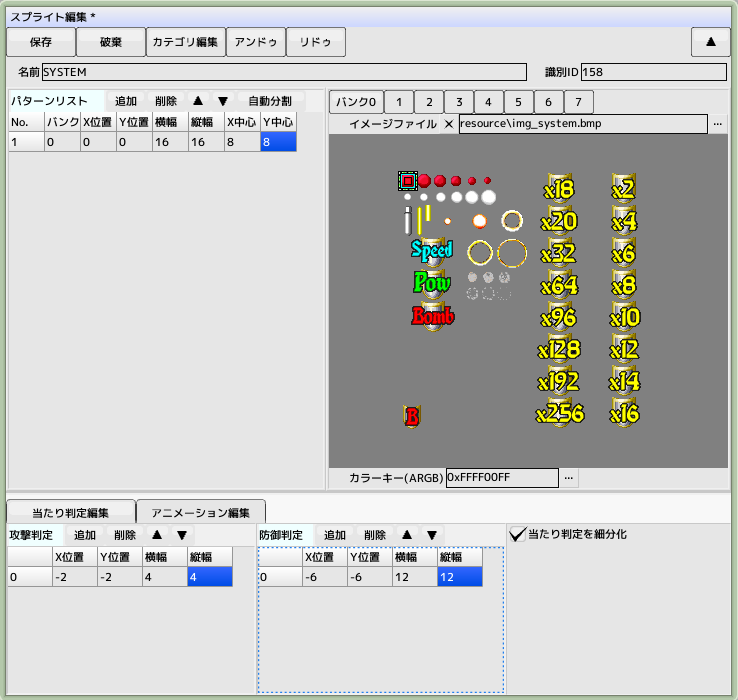 スプライト編集 *
保存 破棄 カテゴリ編集 アンドゥ リドゥ ▲
名前 SYSTEM 識別ID 158
パターンリスト 追加 削除 ▲ ▼ 自動分割
No. バンク X位置 Y位置 横幅 縦幅 X中心 Y中心
1 0 0 0 16 16 8 8
バンク0 1 2 3 4 5 6 7
イメージファイル × resource\img_system.bmp ...
x18 x2
x20 x4
Speed x32 x6
Pow x64 x8
Bomb x96 x10
x128 x12
x192 x14
B x256 x16
カラーキー(ARGB) 0xFFFF00FF ...
当たり判定編集 アニメーション編集
攻撃判定 追加 削除 ▲ ▼
X位置 Y位置 横幅 縦幅
0 -2 -2 4 4
防御判定 追加 削除 ▲ ▼
X位置 Y位置 横幅 縦幅
0 -6 -6 12 12
当たり判定を細分化